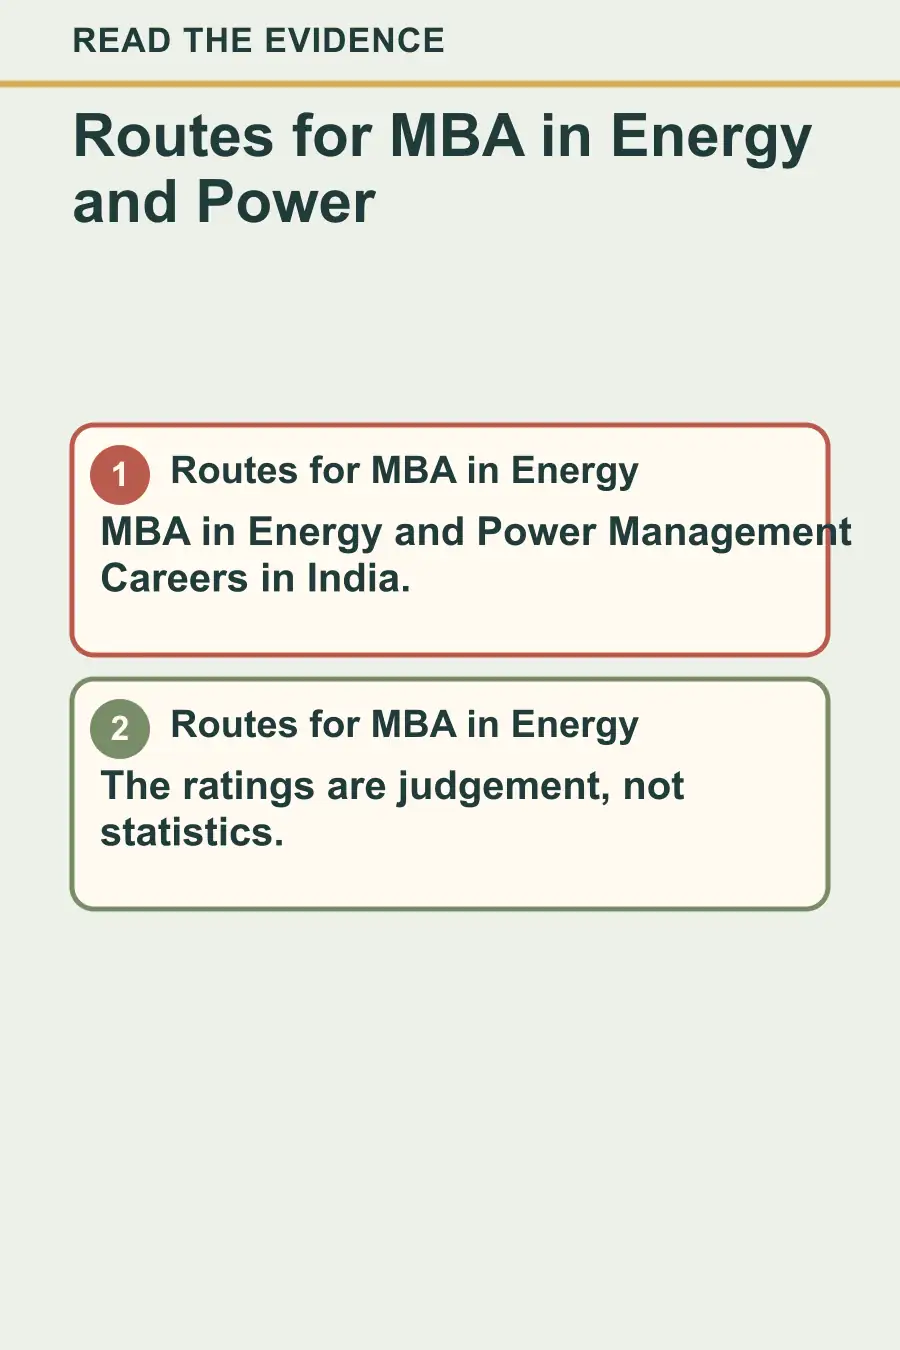 READ THE EVIDENCE
Routes for MBA in Energy
and Power
1 Routes for MBA in Energy
MBA in Energy and Power Management
Careers in India.
2 Routes for MBA in Energy
The ratings are judgement, not
statistics.